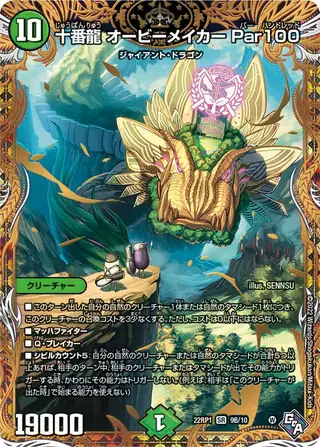 10
じゅうばんりゅう
パー ハンドレッド
十番龍 オービーメイカー Par100
ジャイアント・ドラゴン
illus. SENNSU
クリーチャー
■このターン出した自分の自然のクリーチャー1体または自然のタマシード1枚につき、
このクリーチャーの召喚コストを3少なくする。ただし、コストは0以下にはならない。
■マッハファイター
■Q・ブレイカー
■シビルカウント5：自分の自然のクリーチャーまたは自然のタマシードが合計5つ以上
あれば、相手のターン中、相手のクリーチャーまたはタマシードが出てその能力がトリ
ガーする時、かわりにその能力はトリガーしない。(例えば、相手は「このクリーチャーが
出た時」で始まる能力を使えない)
19000
1
22RP1 SR 9B/10
©2022 Wizards/Shogakukan/Mitsui-Kids